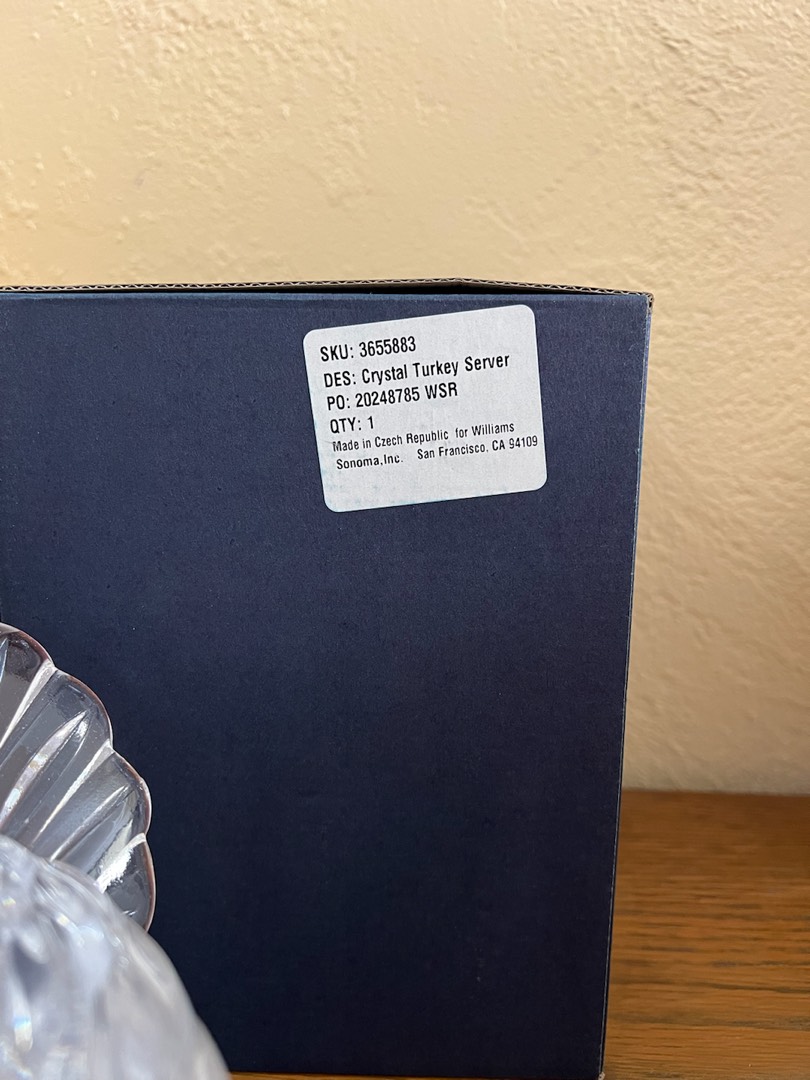 SKU: 3655883
DES: Crystal Turkey Server
PO: 20248785 WSR
QTY: 1
Made in Czech Republic for Williams
Sonoma,Inc. San Francisco, CA 94109